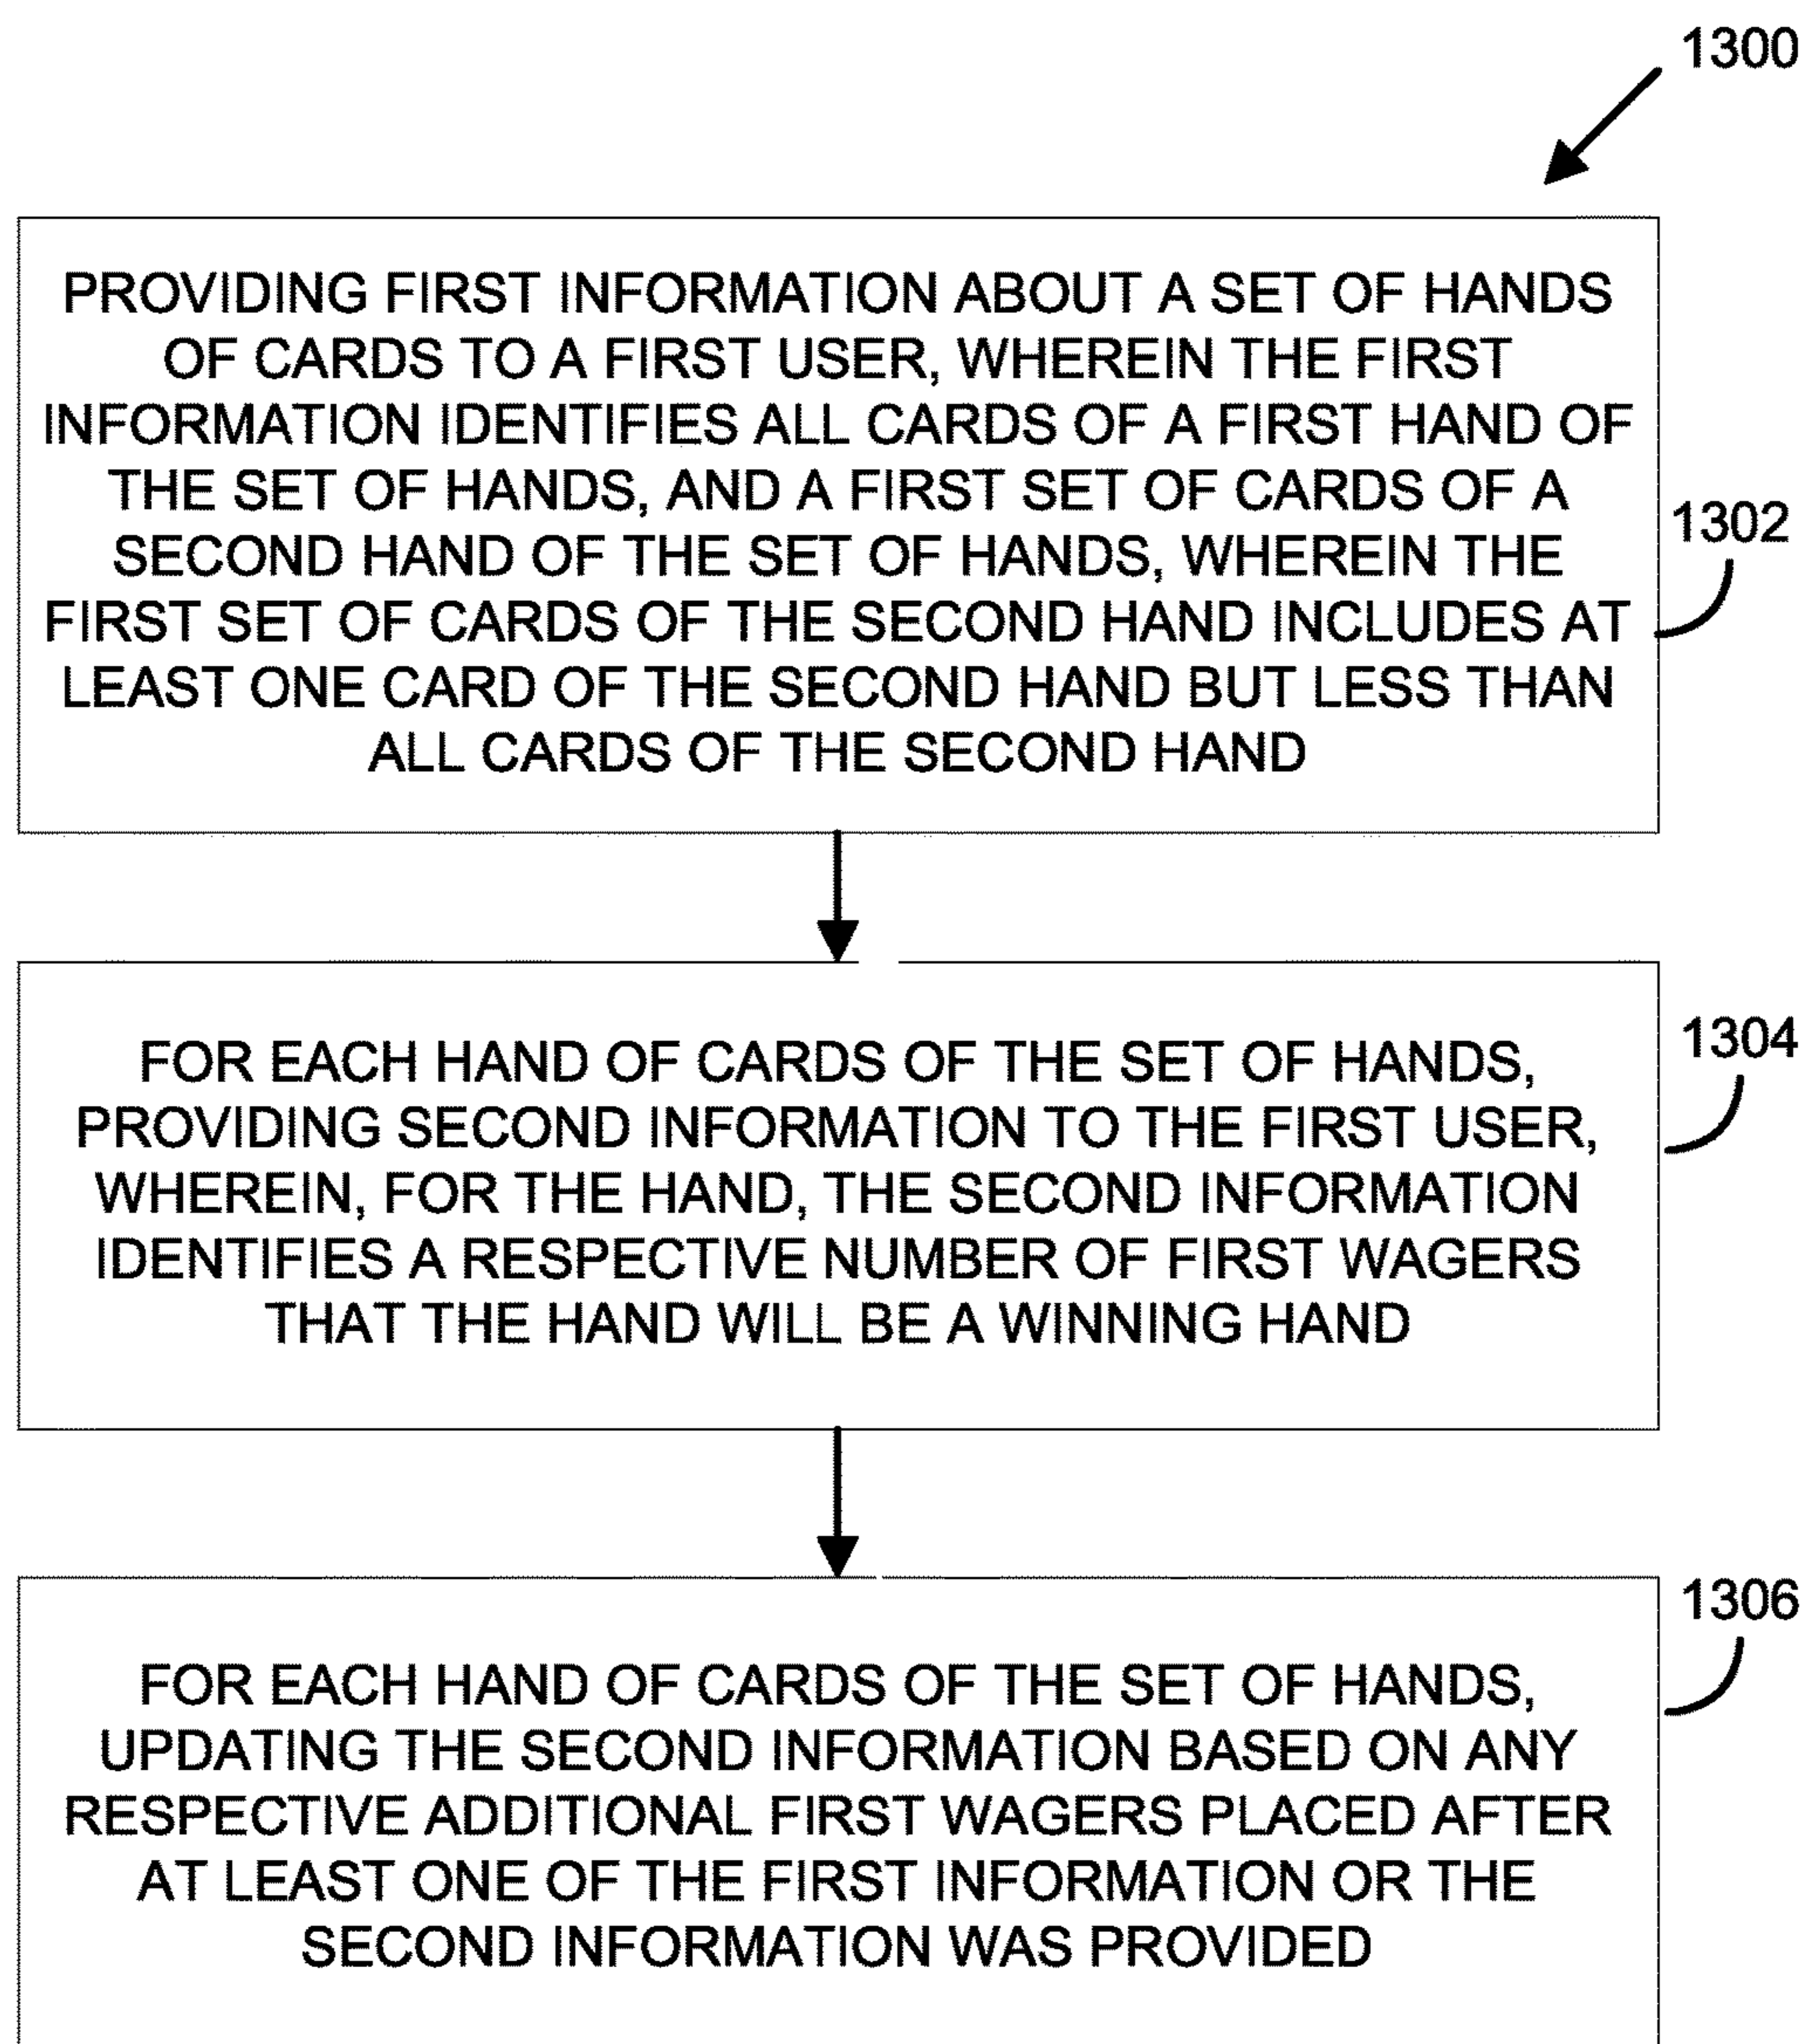 1300
PROVIDING FIRST INFORMATION ABOUT A SET OF HANDS
OF CARDS TO A FIRST USER, WHEREIN THE FIRST
INFORMATION IDENTIFIES ALL CARDS OF A FIRST HAND OF
THE SET OF HANDS, AND A FIRST SET OF CARDS OF A
SECOND HAND OF THE SET OF HANDS, WHEREIN THE
FIRST SET OF CARDS OF THE SECOND HAND INCLUDES AT
LEAST ONE CARD OF THE SECOND HAND BUT LESS THAN
ALL CARDS OF THE SECOND HAND
1302
FOR EACH HAND OF CARDS OF THE SET OF HANDS,
PROVIDING SECOND INFORMATION TO THE FIRST USER,
WHEREIN, FOR THE HAND, THE SECOND INFORMATION
IDENTIFIES A RESPECTIVE NUMBER OF FIRST WAGERS
THAT THE HAND WILL BE A WINNING HAND
1304
FOR EACH HAND OF CARDS OF THE SET OF HANDS,
UPDATING THE SECOND INFORMATION BASED ON ANY
RESPECTIVE ADDITIONAL FIRST WAGERS PLACED AFTER
AT LEAST ONE OF THE FIRST INFORMATION OR THE
SECOND INFORMATION WAS PROVIDED
1306